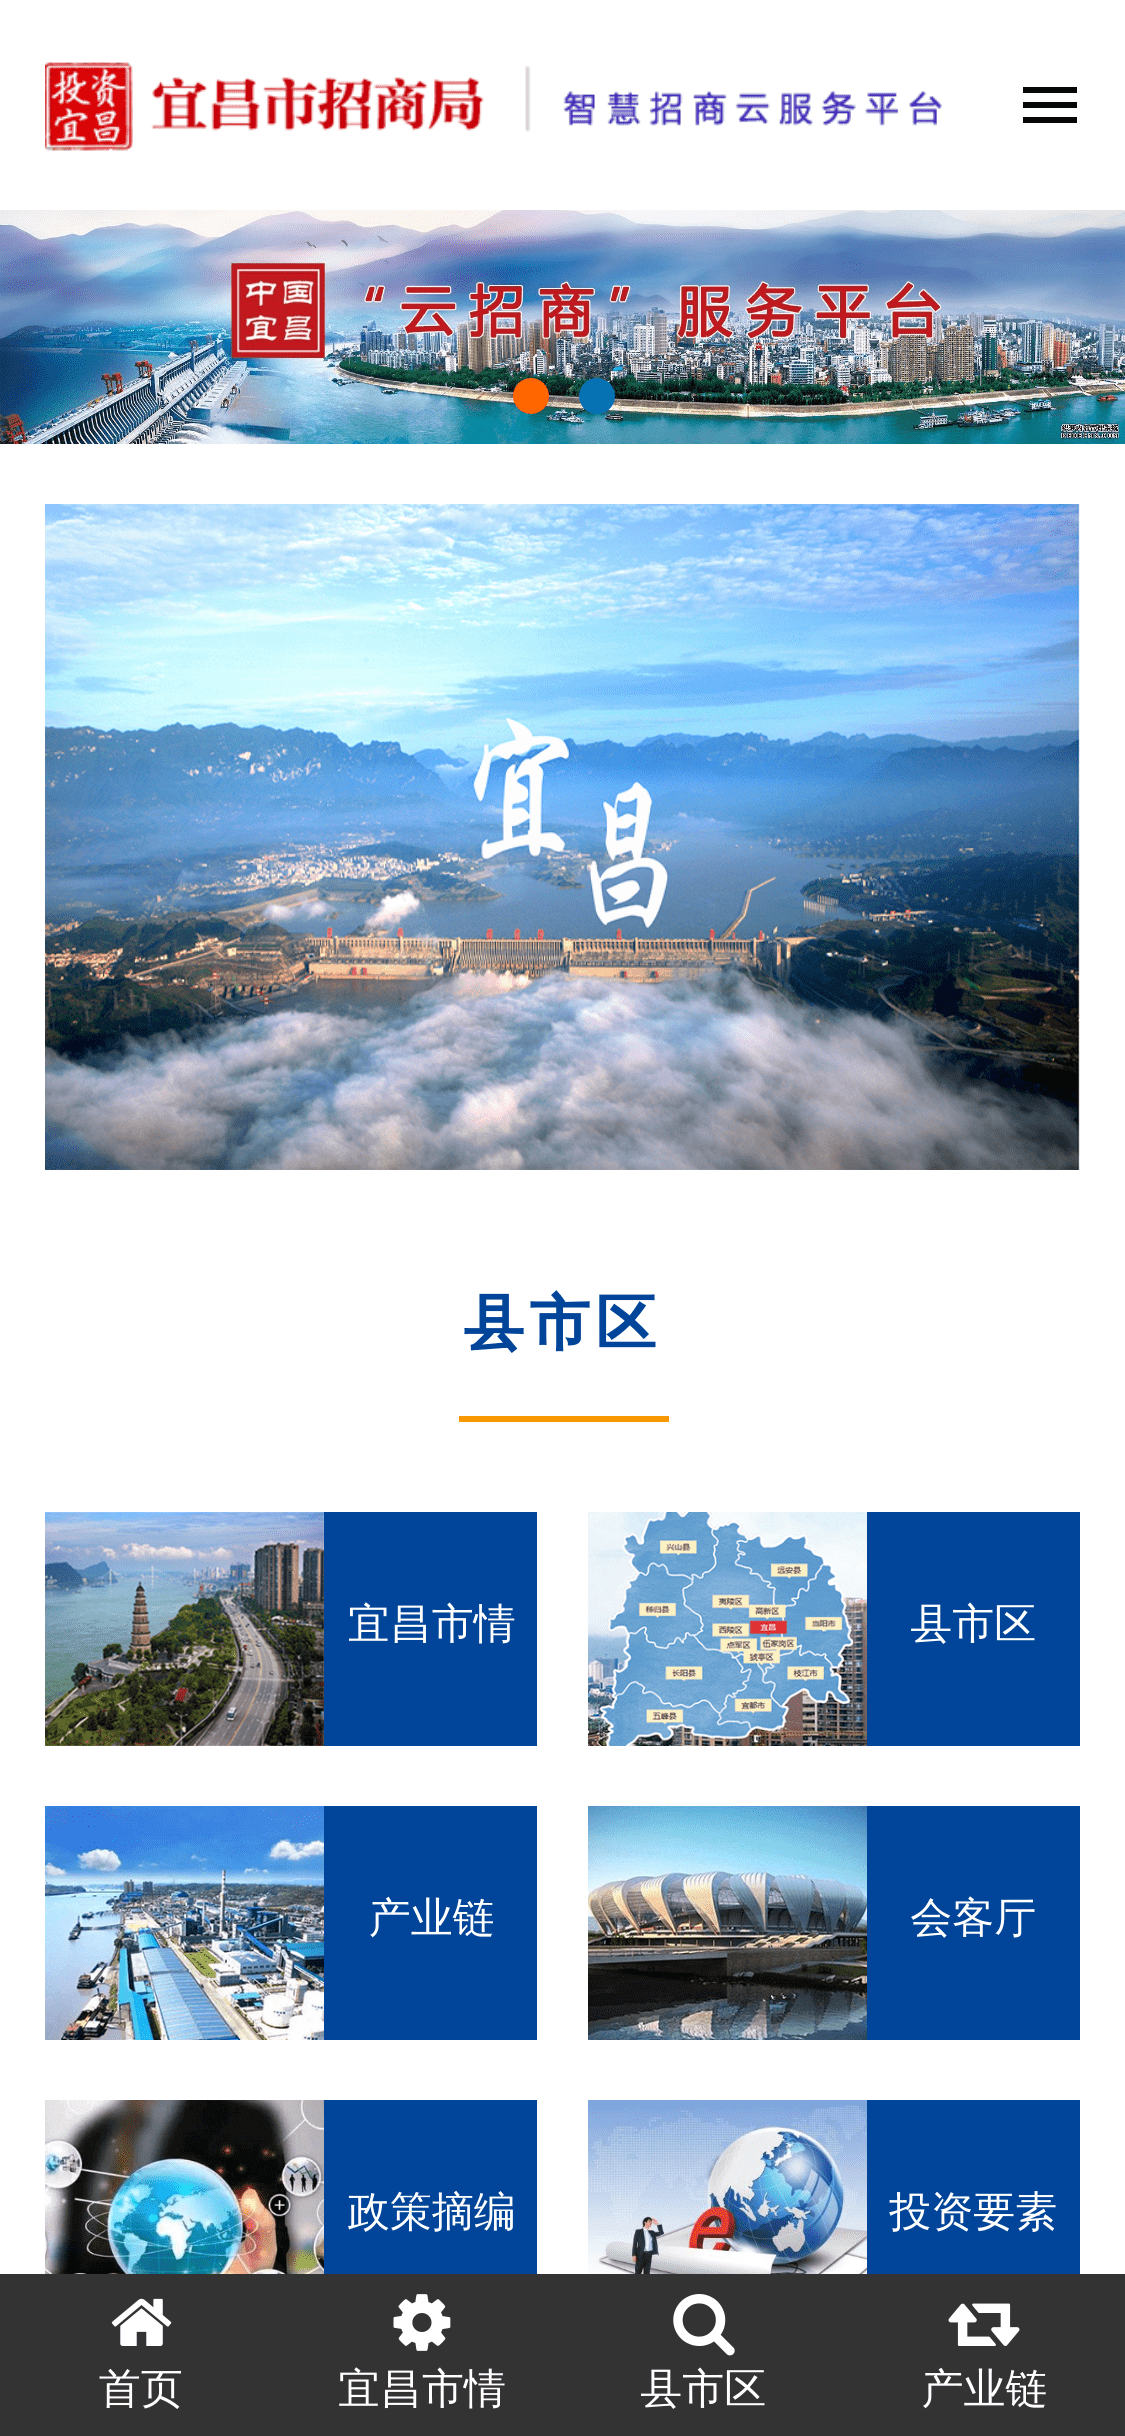 投资宜昌 宜昌市招商局 智慧招商云服务平台
中国宜昌 “云招商”服务平台
宜昌
县市区
宜昌市情
兴山县
远安县
秭归县
夷陵区
高新区
当阳市
西陵区
宜昌
点军区
伍家岗区
猇亭区
长阳县
枝江市
宜都市
五峰县
县市区
产业链
会客厅
政策摘编
投资要素
首页 宜昌市情 县市区 产业链